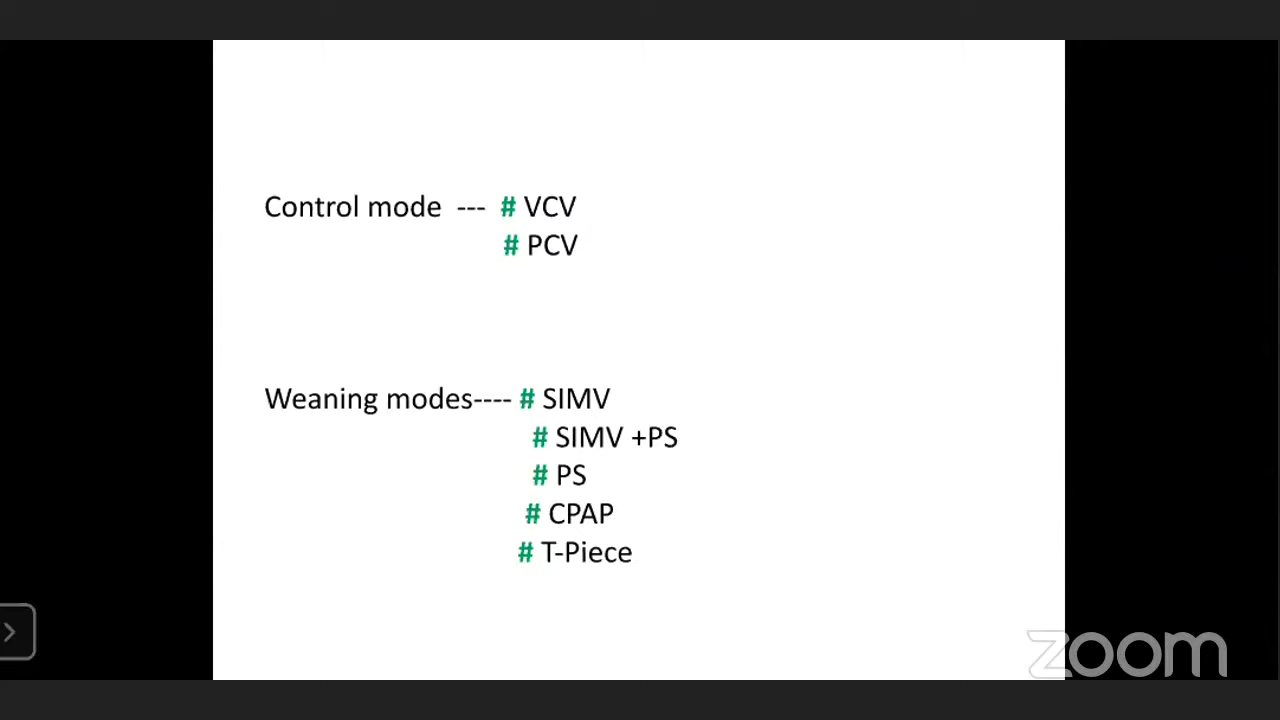 Control mode --- # VCV
# PCV
Weaning modes---- # SIMV
# SIMV +PS
# PS
# CPAP
# T-Piece
zoom